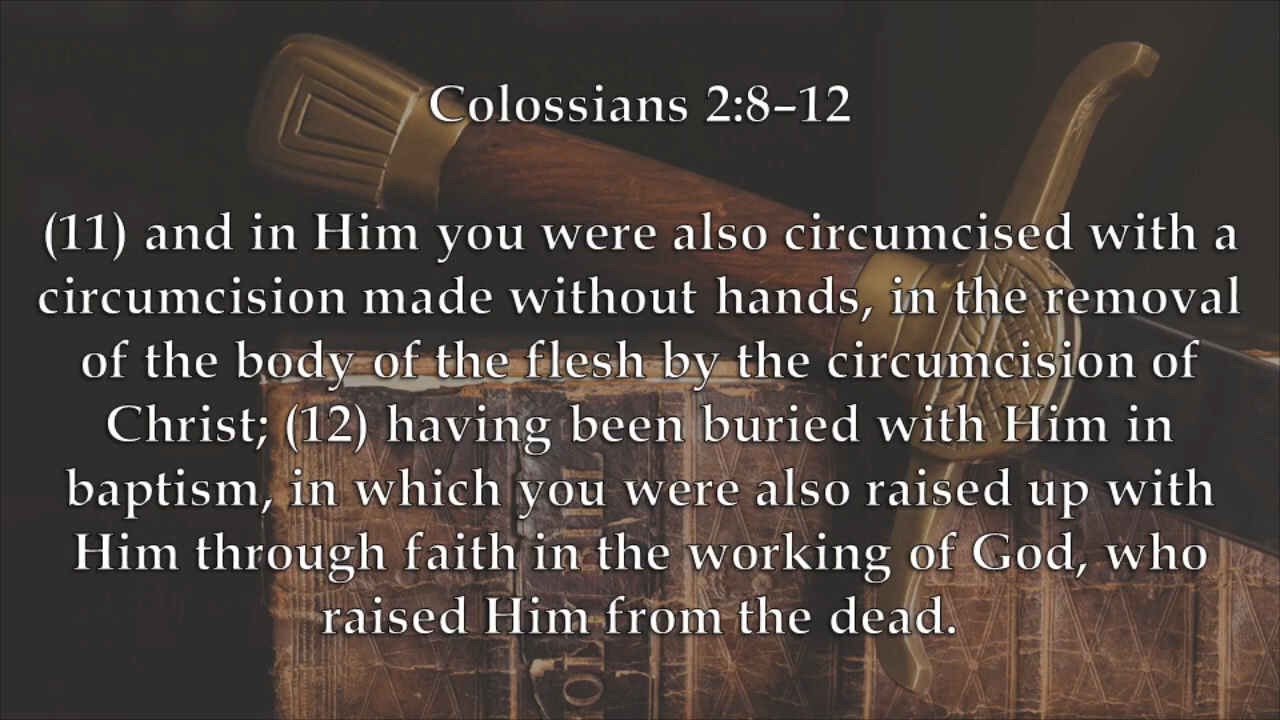 Colossians 2:8–12
(11) and in Him you were also circumcised with a
circumcision made without hands, in the removal
of the body of the flesh by the circumcision of
Christ; (12) having been buried with Him in
baptism, in which you were also raised up with
Him through faith in the working of God, who
raised Him from the dead.